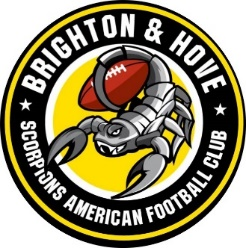 BRIGHTON & HOVE
SCORPIONS AMERICAN FOOTBALL CLUB